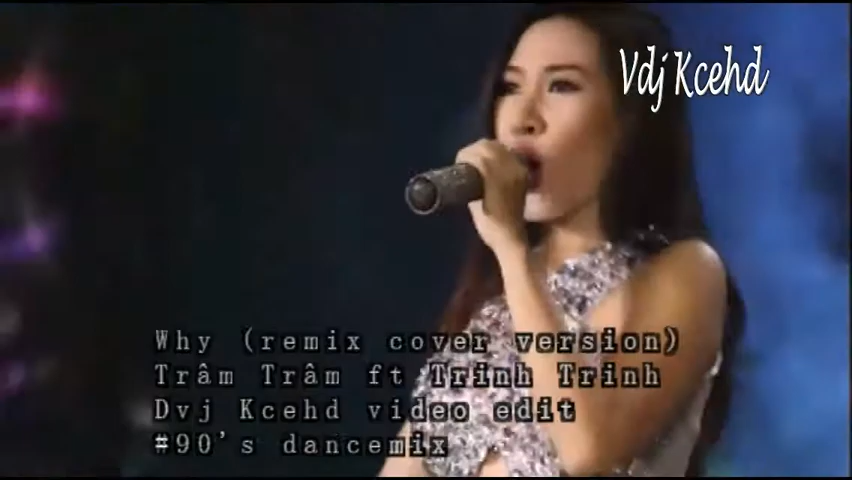 Vdj Kcehd
Why (remix cover version)
Trâm Trâm ft Trinh Trinh
Dvj Kcehd video edit
#90's dancemix